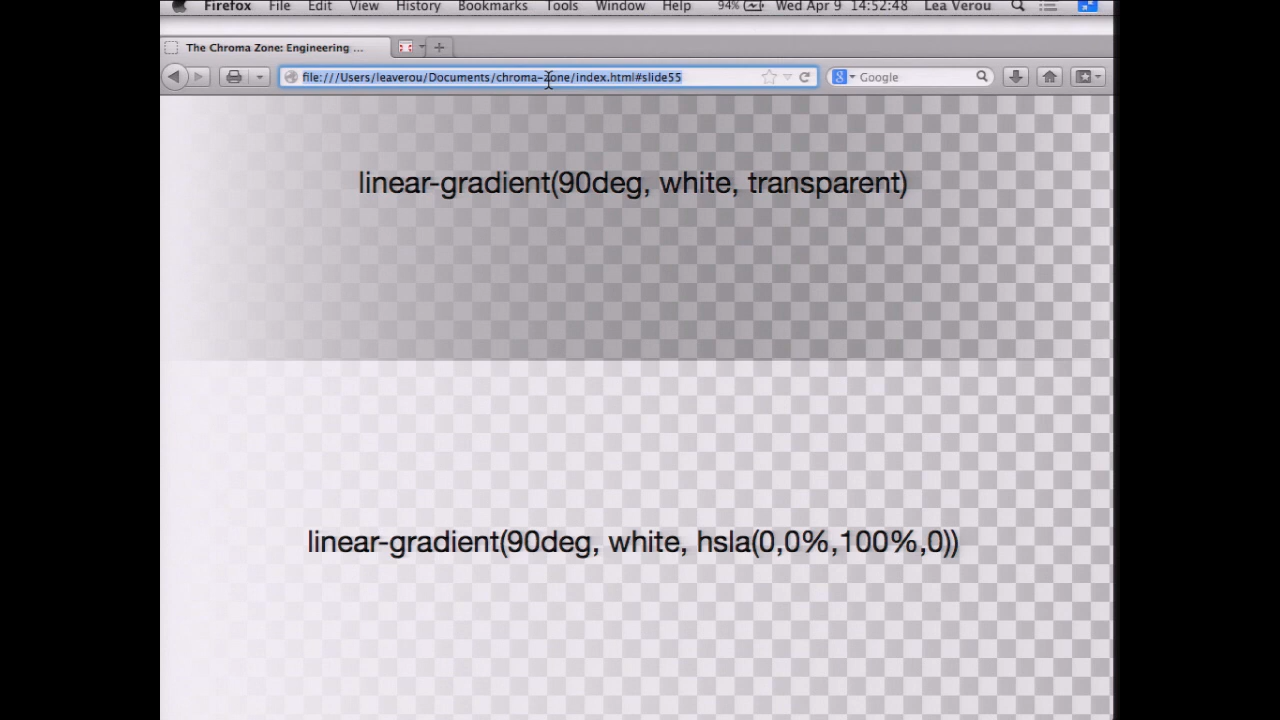 Firefox File Edit View History Bookmarks Tools Window Help 94% Wed Apr 9 14:52:48 Lea Verou
The Chroma Zone: Engineering ...
file:///Users/leaverou/Documents/chroma-zone/index.html#slide55 Google
linear-gradient(90deg, white, transparent)
linear-gradient(90deg, white, hsla(0,0%,100%,0))